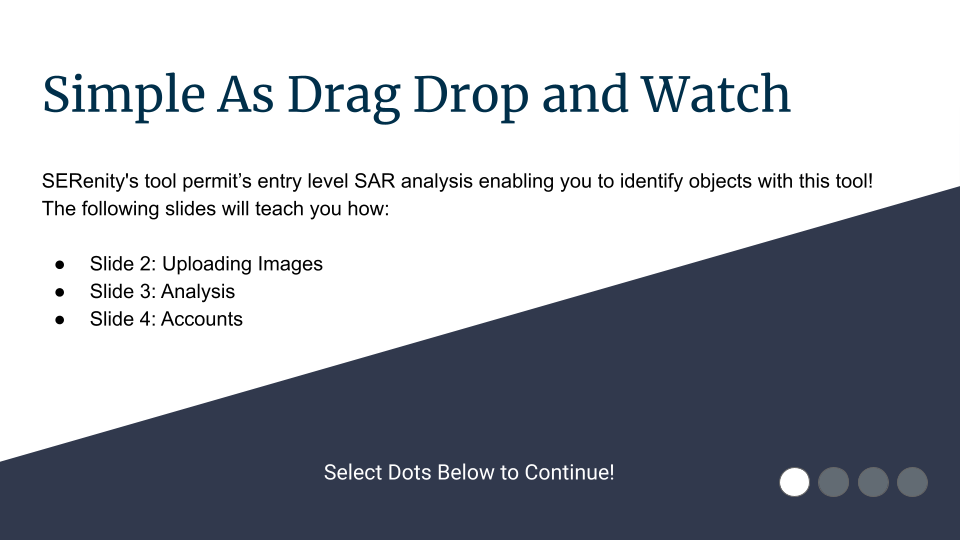 Simple As Drag Drop and Watch
SERenity's tool permit’s entry level SAR analysis enabling you to identify objects with this tool!
The following slides will teach you how:
● Slide 2: Uploading Images
● Slide 3: Analysis
● Slide 4: Accounts
Select Dots Below to Continue!